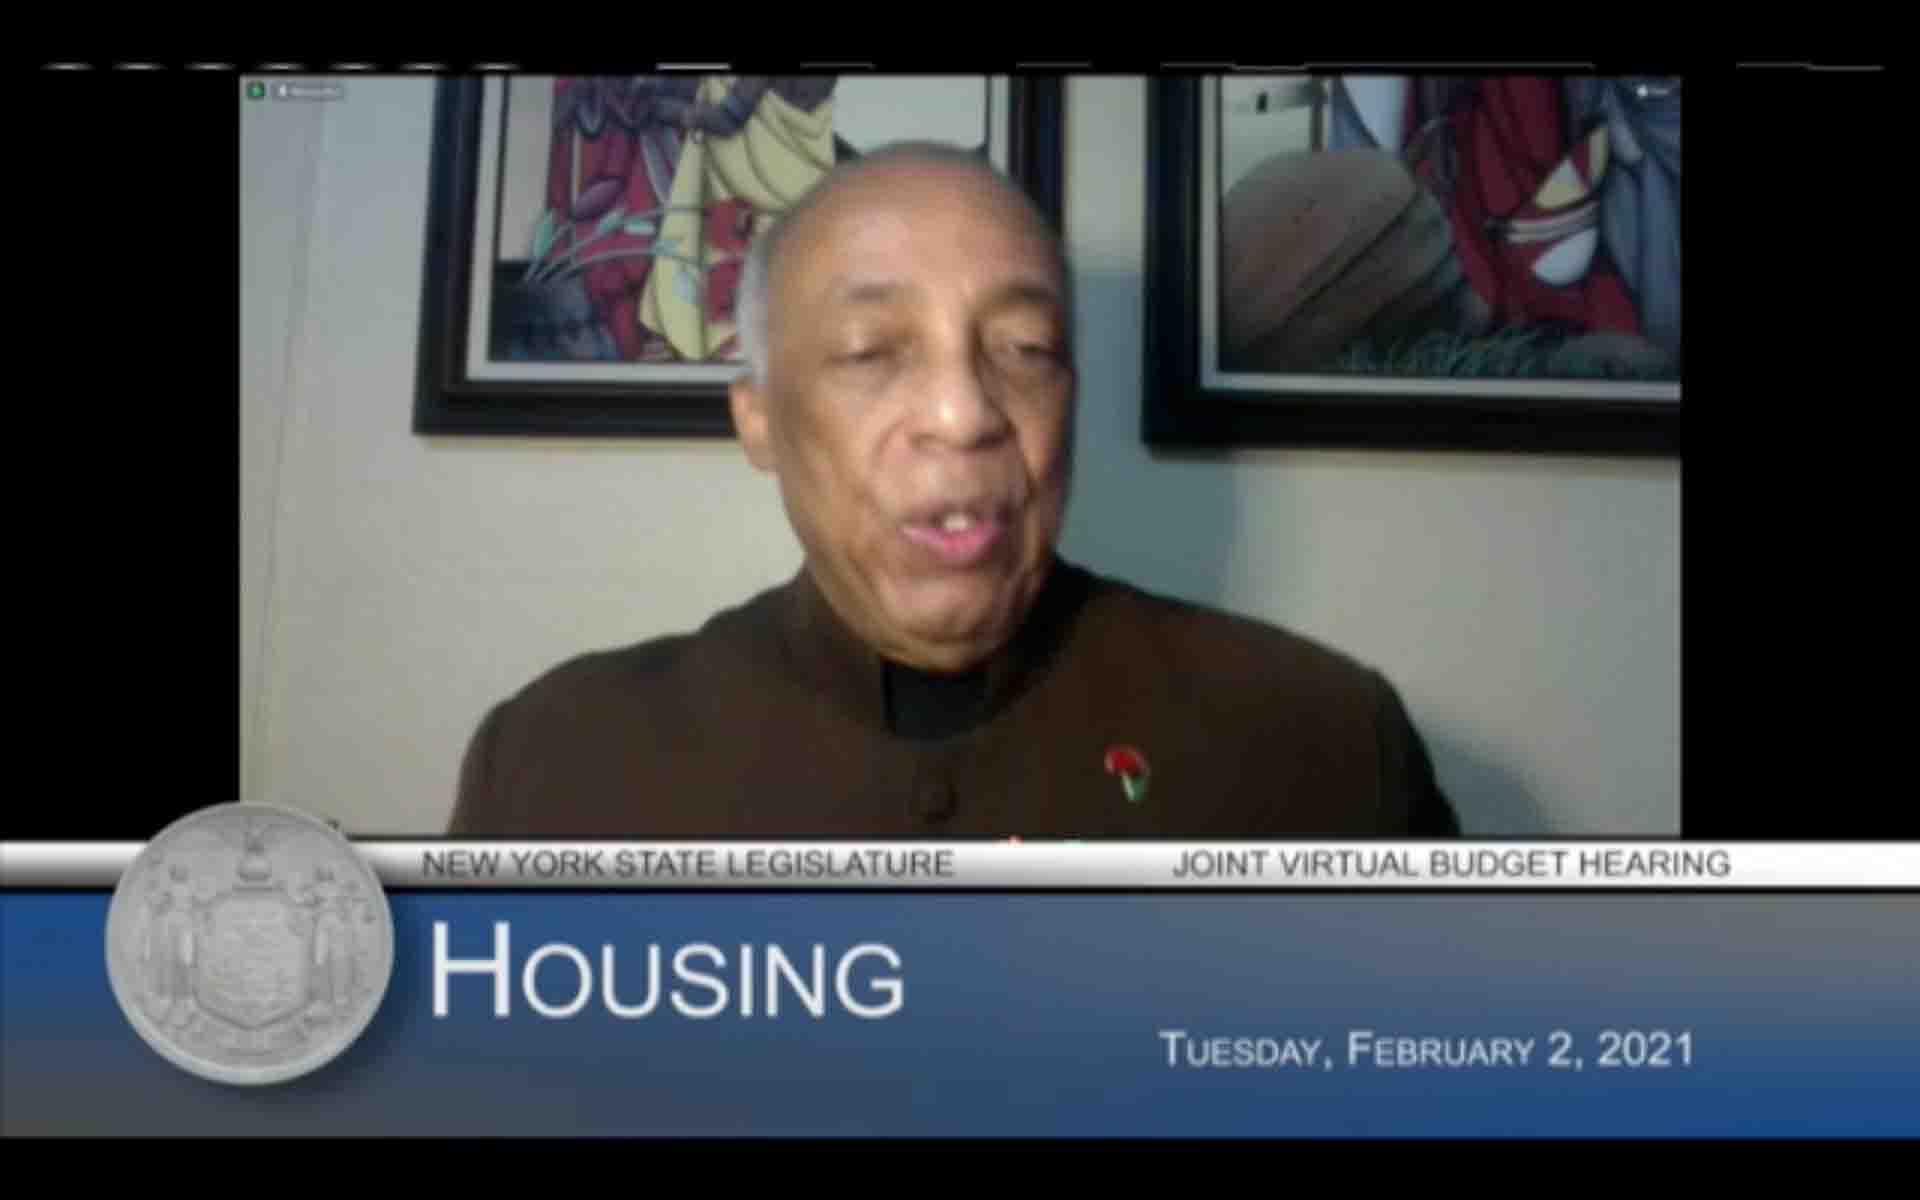 NEW YORK STATE LEGISLATURE
JOINT VIRTUAL BUDGET HEARING
HOUSING
TUESDAY, FEBRUARY 2, 2021